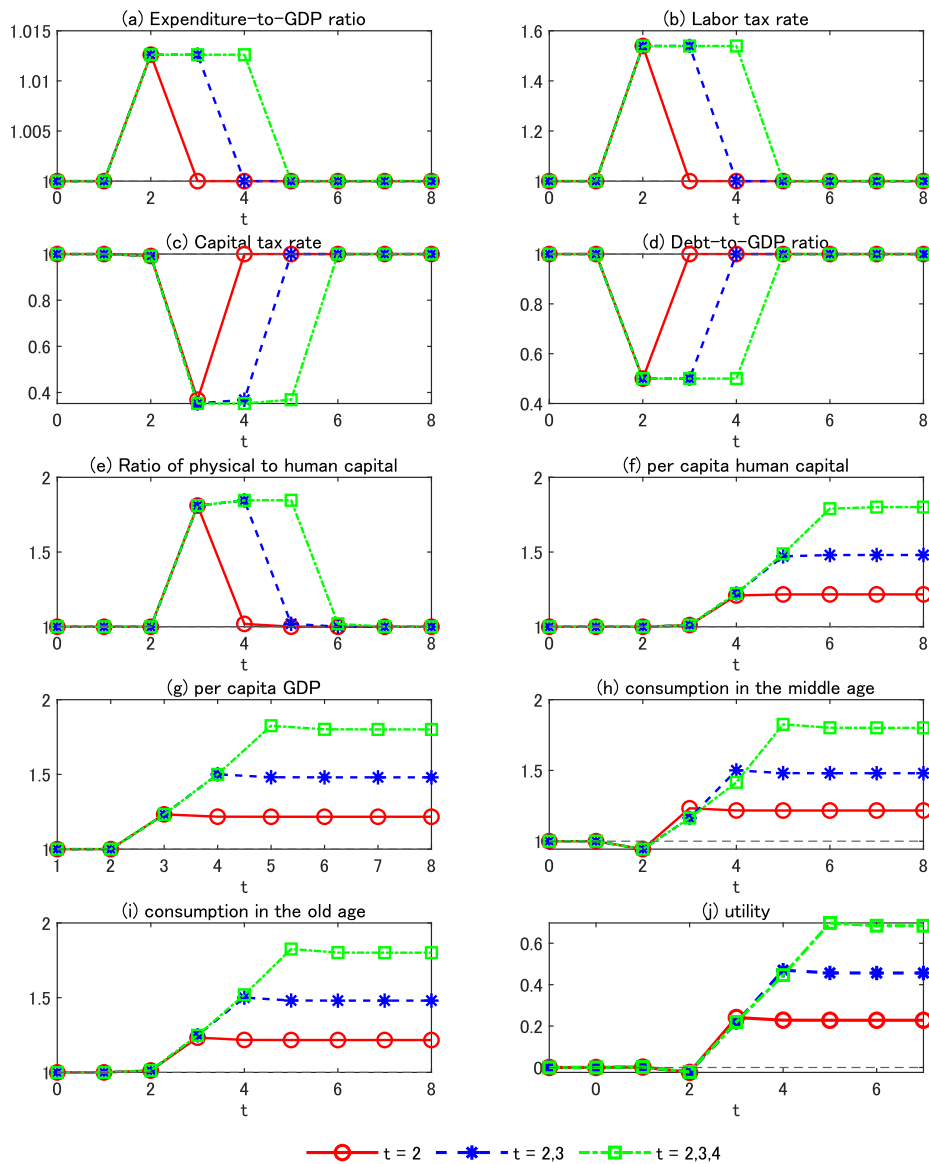 (a) Expenditure-to-GDP ratio
1.015
1.01
1.005
1
0 2 4 6 8
t
(b) Labor tax rate
1.6
1.4
1.2
1
0 2 4 6 8
t
(c) Capital tax rate
1
0.8
0.6
0.4
0 2 4 6 8
t
(d) Debt-to-GDP ratio
1
0.8
0.6
0.4
0 2 4 6 8
t
(e) Ratio of physical to human capital
2
1.5
1
0 2 4 6 8
t
(f) per capita human capital
2
1.5
1
0 2 4 6 8
t
(g) per capita GDP
2
1.5
1
1 2 3 4 5 6 7 8
t
(h) consumption in the middle age
2
1.5
1
0 2 4 6 8
t
(i) consumption in the old age
2
1.5
1
0 2 4 6 8
t
(j) utility
0.6
0.4
0.2
0
0 2 4 6
t
t = 2 t = 2,3 t = 2,3,4